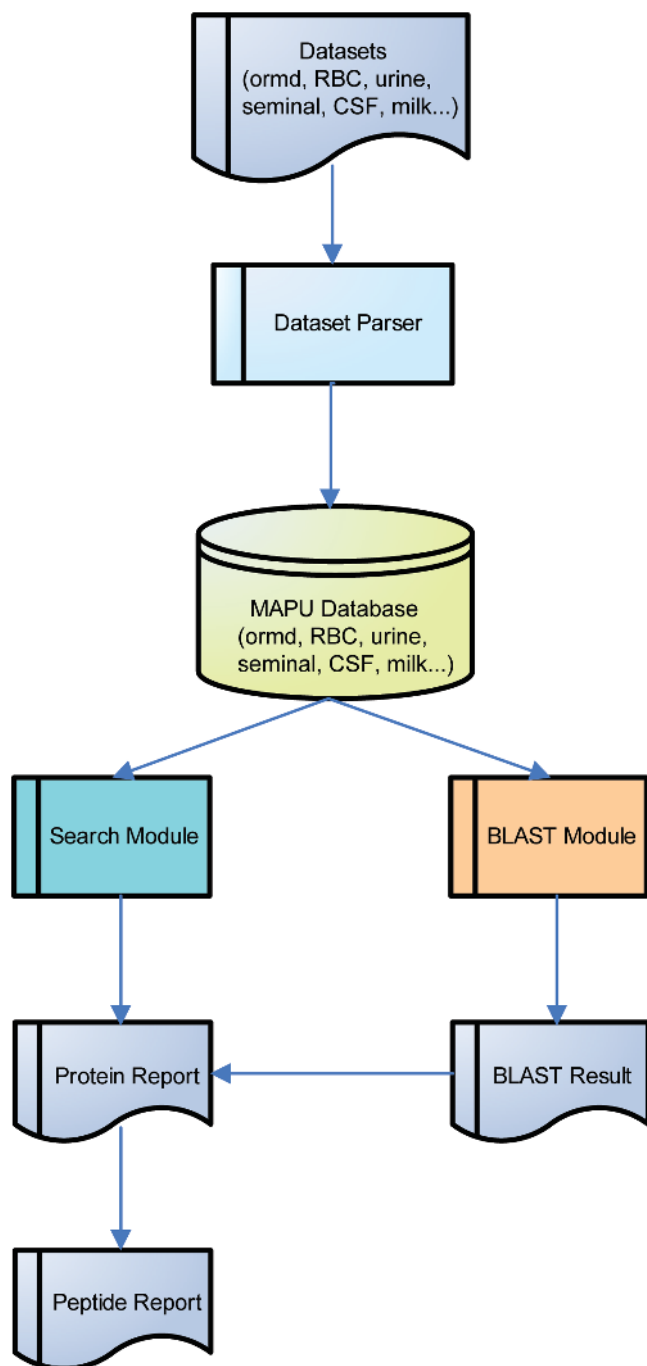 Datasets
(ormd, RBC, urine,
seminal, CSF, milk...)
Dataset Parser
MAPU Database
(ormd, RBC, urine,
seminal, CSF, milk...)
Search Module
BLAST Module
Protein Report
BLAST Result
Peptide Report